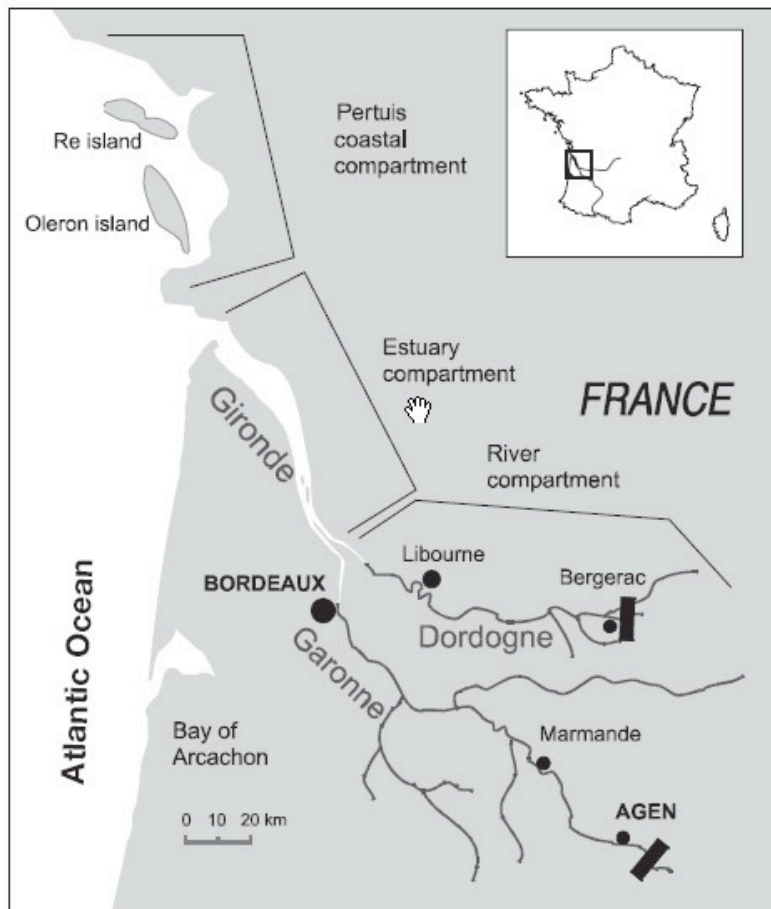 Re island
Oleron island
Pertuis
coastal
compartment
Estuary
compartment
FRANCE
Gironde
River
compartment
Libourne
Bergerac
BORDEAUX
Dordogne
Garonne
Atlantic Ocean
Bay of
Arcachon
Marmande
AGEN
0 10 20 km